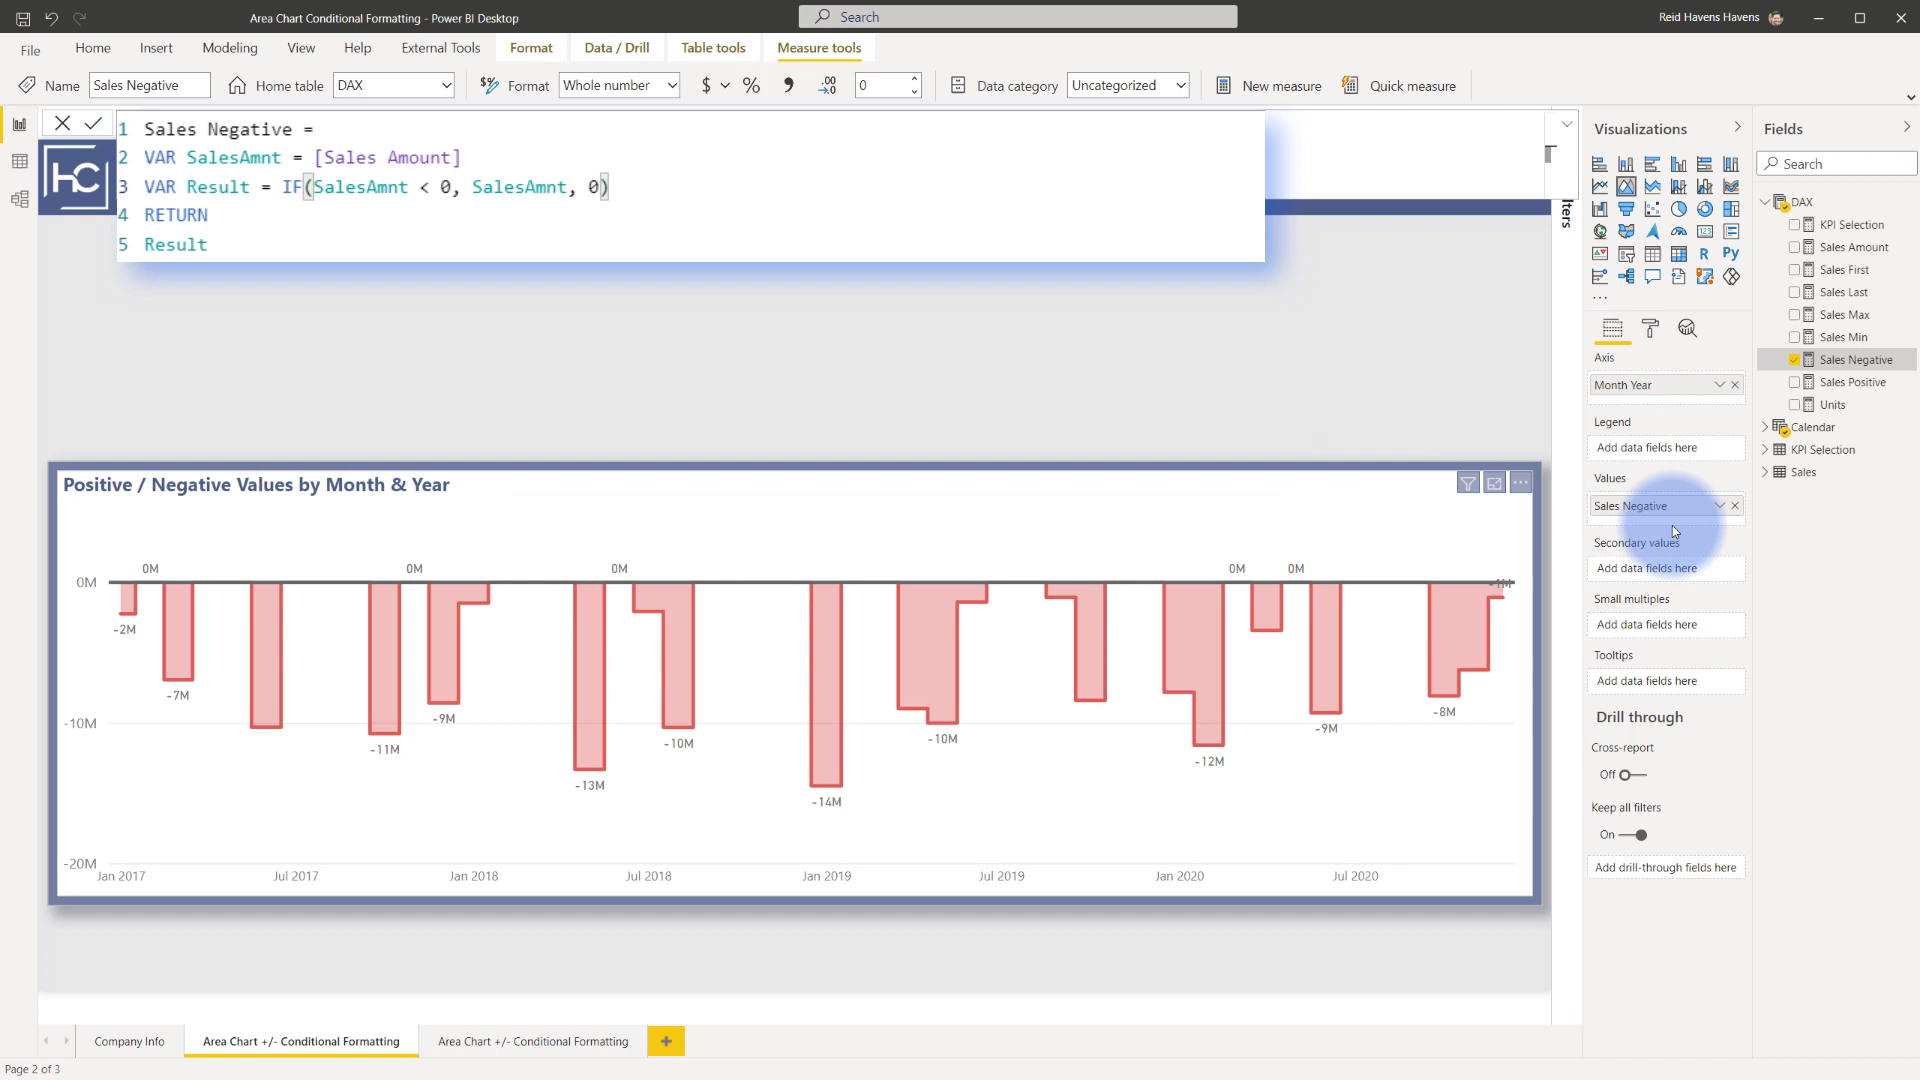 Area Chart Conditional Formatting - Power BI Desktop
Search
Reid Havens Havens
File
Home
Insert
Modeling
View
Help
External Tools
Format
Data / Drill
Table tools
Measure tools
Name
Sales Negative
Home table
DAX
Format
Whole number
$
%
0
Data category
Uncategorized
New measure
Quick measure
HC
1 Sales Negative =
2 VAR SalesAmnt = [Sales Amount]
3 VAR Result = IF(SalesAmnt < 0, SalesAmnt, 0)
4 RETURN
5 Result
Positive / Negative Values by Month & Year
0M
0M
0M
0M
0M
0M
-2M
-7M
-11M
-9M
-13M
-10M
-14M
-10M
-12M
-9M
-8M
-1M
-10M
-20M
Jan 2017
Jul 2017
Jan 2018
Jul 2018
Jan 2019
Jul 2019
Jan 2020
Jul 2020
Visualizations
R
Py
123
...
Axis
Month Year
Legend
Add data fields here
Values
Sales Negative
Secondary values
Add data fields here
Small multiples
Add data fields here
Tooltips
Add data fields here
Drill through
Cross-report
Off
Keep all filters
On
Add drill-through fields here
Fields
Search
DAX
KPI Selection
Sales Amount
Sales First
Sales Last
Sales Max
Sales Min
Sales Negative
Sales Positive
Units
Calendar
KPI Selection
Sales
Company Info
Area Chart +/- Conditional Formatting
Area Chart +/- Conditional Formatting
+
Page 2 of 3